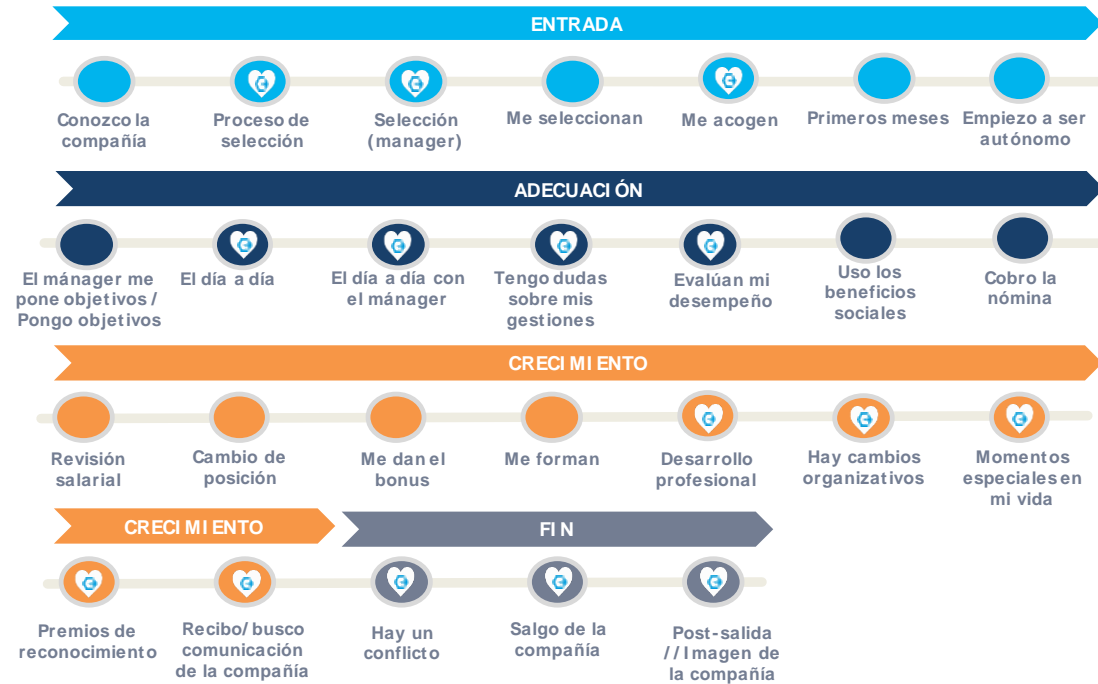 ENTRADA
Conozco la
compañía
Proceso de
selección
Selección
(manager)
Me seleccionan
Me acogen
Primeros meses
Empiezo a ser
autónomo
ADECUACIÓN
El mánager me
pone objetivos /
Pongo objetivos
El día a día
El día a día con
el mánager
Tengo dudas
sobre mis
gestiones
Evalúan mi
desempeño
Uso los
beneficios
sociales
Cobro la
nómina
CRECIMIENTO
Revisión
salarial
Cambio de
posición
Me dan el
bonus
Me forman
Desarrollo
profesional
Hay cambios
organizativos
Momentos
especiales en
mi vida
CRECIMIENTO
FIN
Premios de
reconocimiento
Recibo/ busco
comunicación
de la compañía
Hay un
conflicto
Salgo de la
compañía
Post-salida
// Imagen de
la compañía